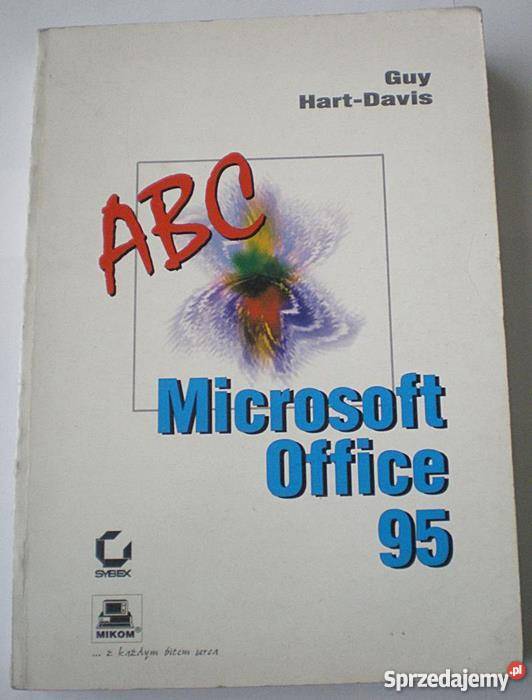 Guy
Hart-Davis
ABC
Microsoft
Office
95
SYBEX
MIKOM®
... z każdym bitem serca
Sprzedajemy.pl